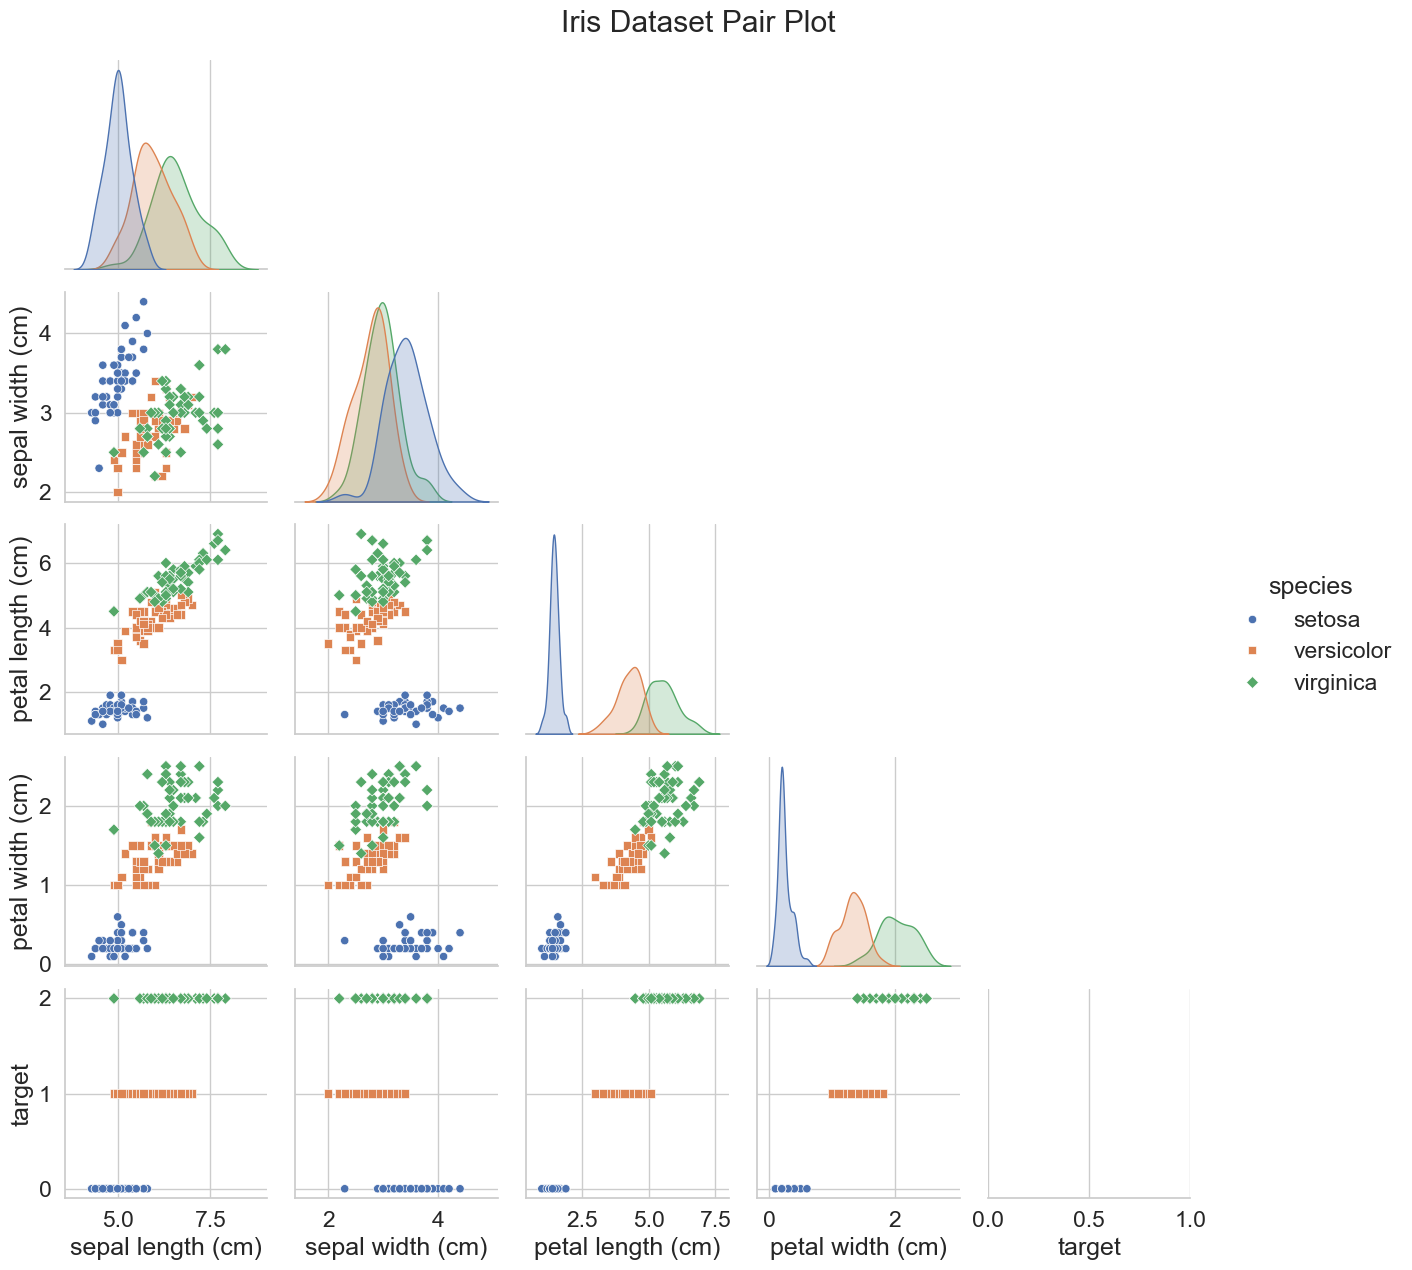 Iris Dataset Pair Plot
sepal width (cm)
4
3
2
petal length (cm)
6
4
2
species
setosa
versicolor
virginica
petal width (cm)
2
1
0
target
2
1
0
5.0 7.5 2 4 2.5 5.0 7.5 0 2 0.0 0.5 1.0
sepal length (cm) sepal width (cm) petal length (cm) petal width (cm) target